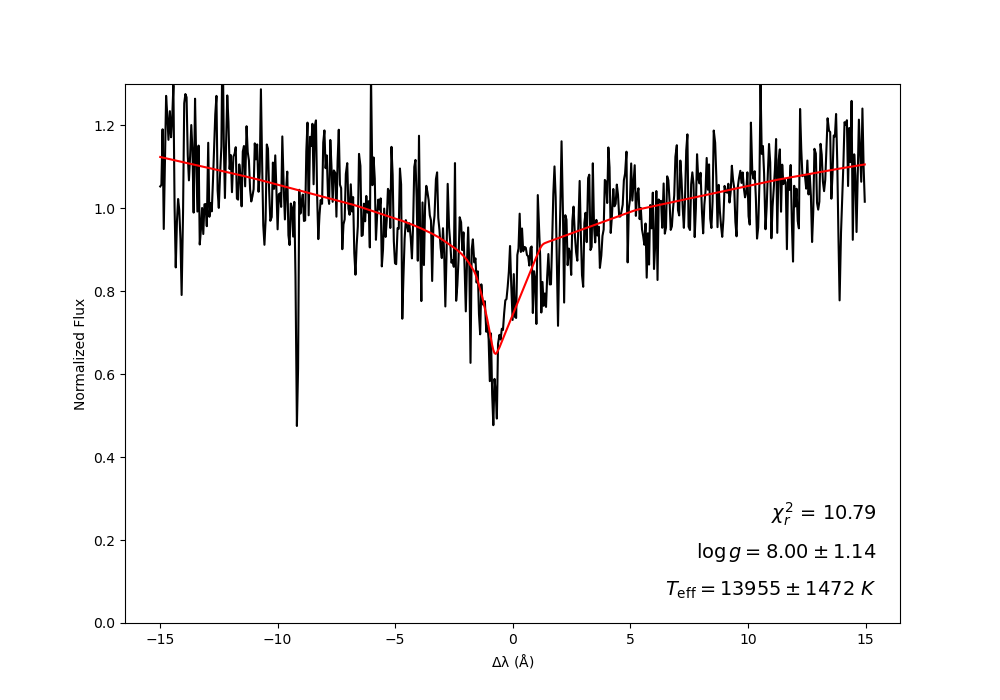 1.2
1.0
0.8
0.6
0.4
0.2
0.0
Normalized Flux
χ²ᵣ = 10.79
log g = 8.00 ± 1.14
T_eff = 13955 ± 1472 K
−15 −10 −5 0 5 10 15
Δλ (Å)